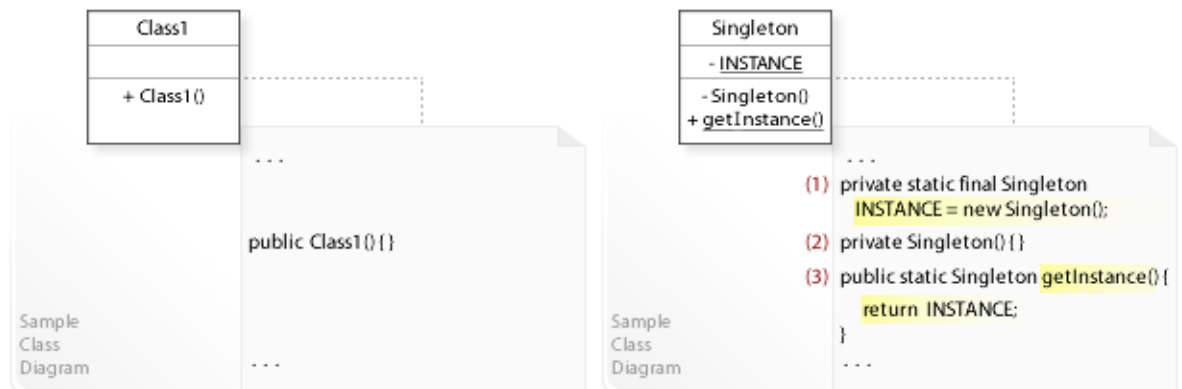 Class1
+ Class1()
. . .
public Class1() { }
Sample
Class
Diagram
. . .
Singleton
- INSTANCE
- Singleton()
+ getInstance()
. . .
(1) private static final Singleton
INSTANCE = new Singleton();
(2) private Singleton() { }
(3) public static Singleton getInstance() {
return INSTANCE;
}
Sample
Class
Diagram
. . .